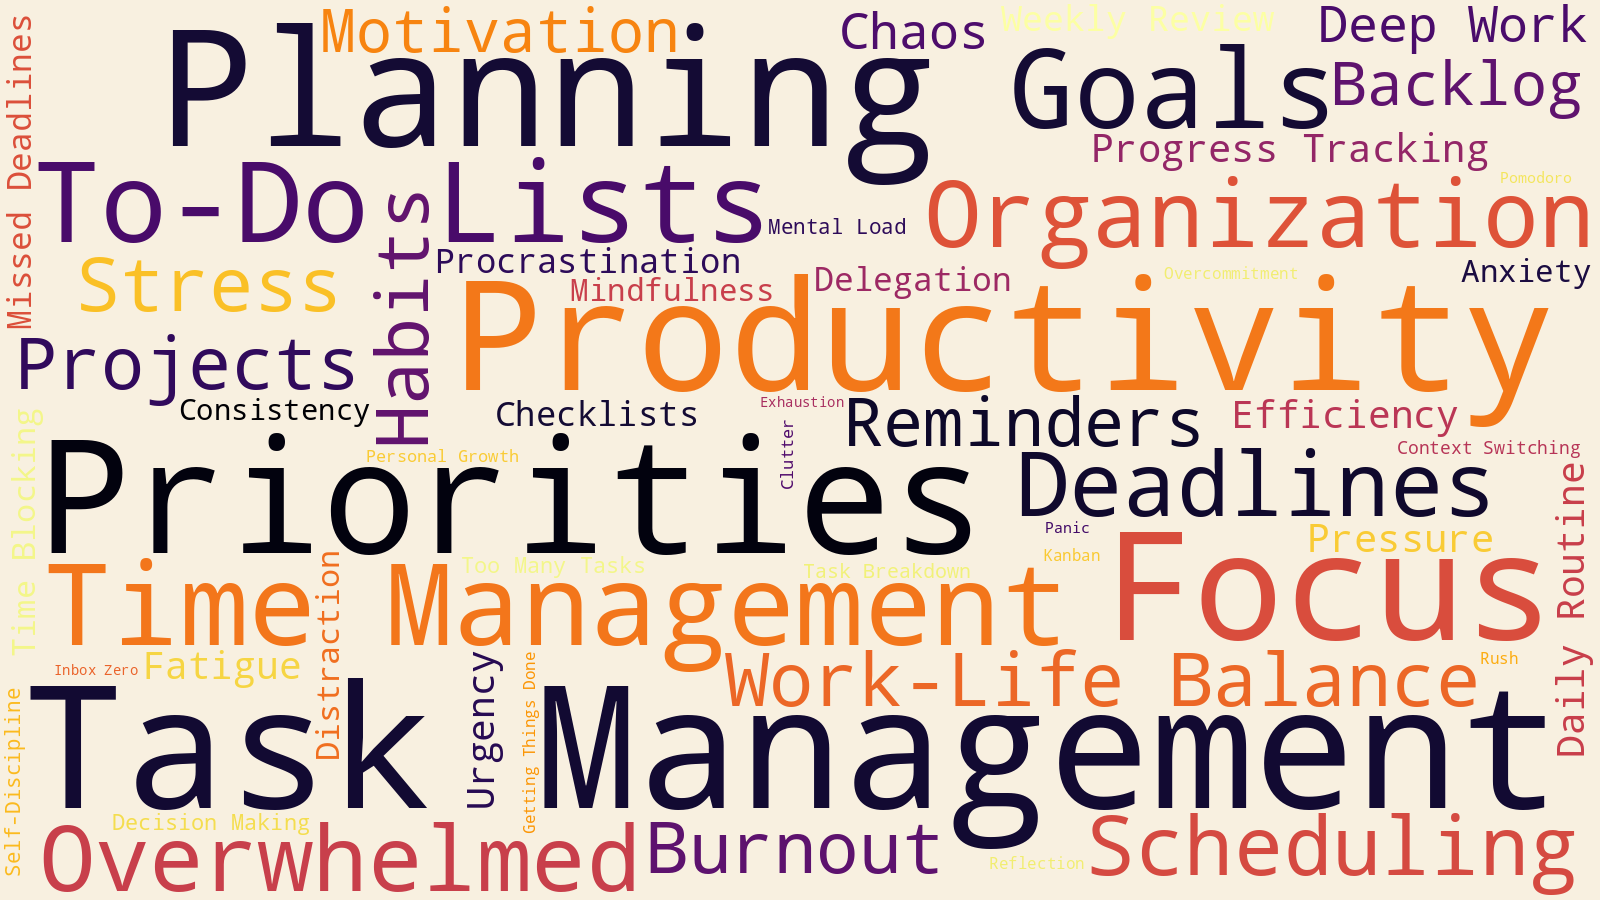 Motivation
Chaos
Weekly Review
Deep Work
Planning
Goals
Backlog
Missed Deadlines
Progress Tracking
To-Do Lists
Pomodoro
Organization
Habits
Mental Load
Procrastination
Stress
Mindfulness
Delegation
Overcommitment
Anxiety
Productivity
Projects
Consistency
Checklists
Exhaustion
Reminders
Efficiency
Time Blocking
Personal Growth
Clutter
Context Switching
Priorities
Deadlines
Daily Routine
Panic
Pressure
Kanban
Focus
Too Many Tasks
Task Breakdown
Time Management
Distraction
Inbox Zero
Fatigue
Urgency
Getting Things Done
Work-Life Balance
Rush
Self-Discipline
Task Management
Decision Making
Overwhelmed
Burnout
Reflection
Scheduling